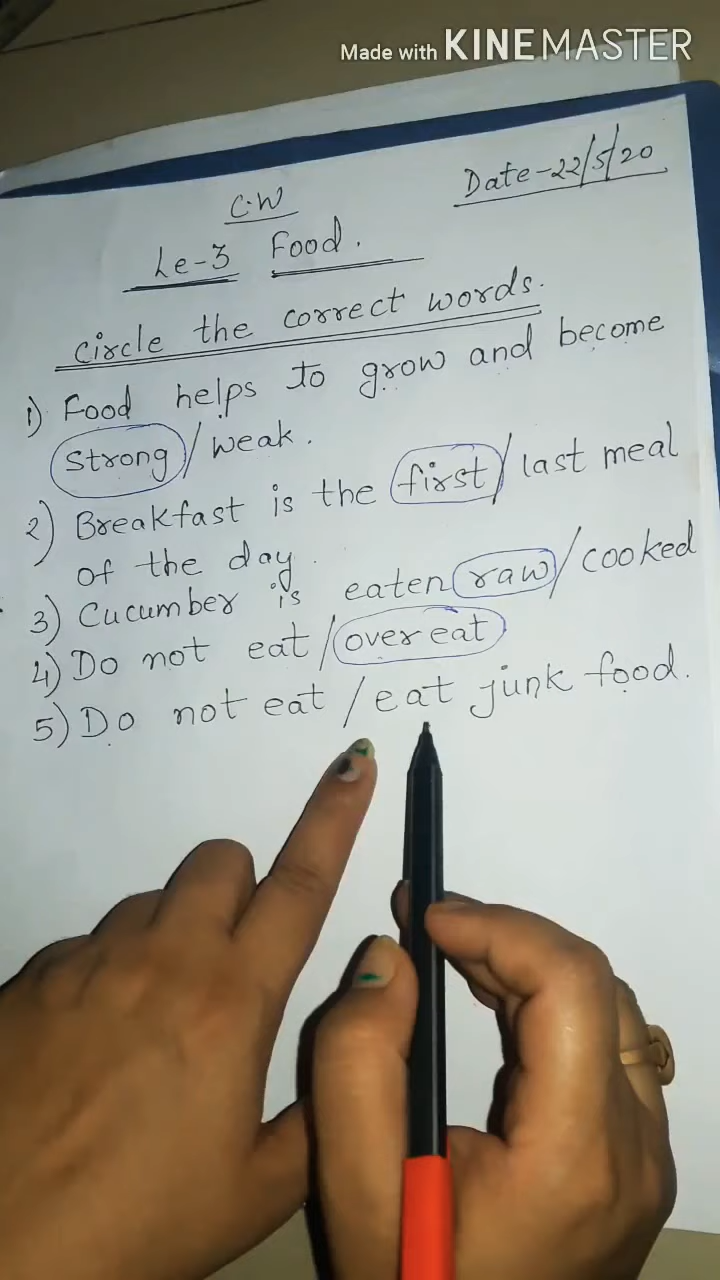 Made with KINEMASTER
C.W
Date-22/5/20
Le-3 Food.
Circle the correct words.
1) Food helps to grow and become
strong/weak.
2) Breakfast is the first/last meal
of the day.
3) Cucumber is eaten raw/cooked
4) Do not eat/over eat
5) Do not eat/eat junk food.